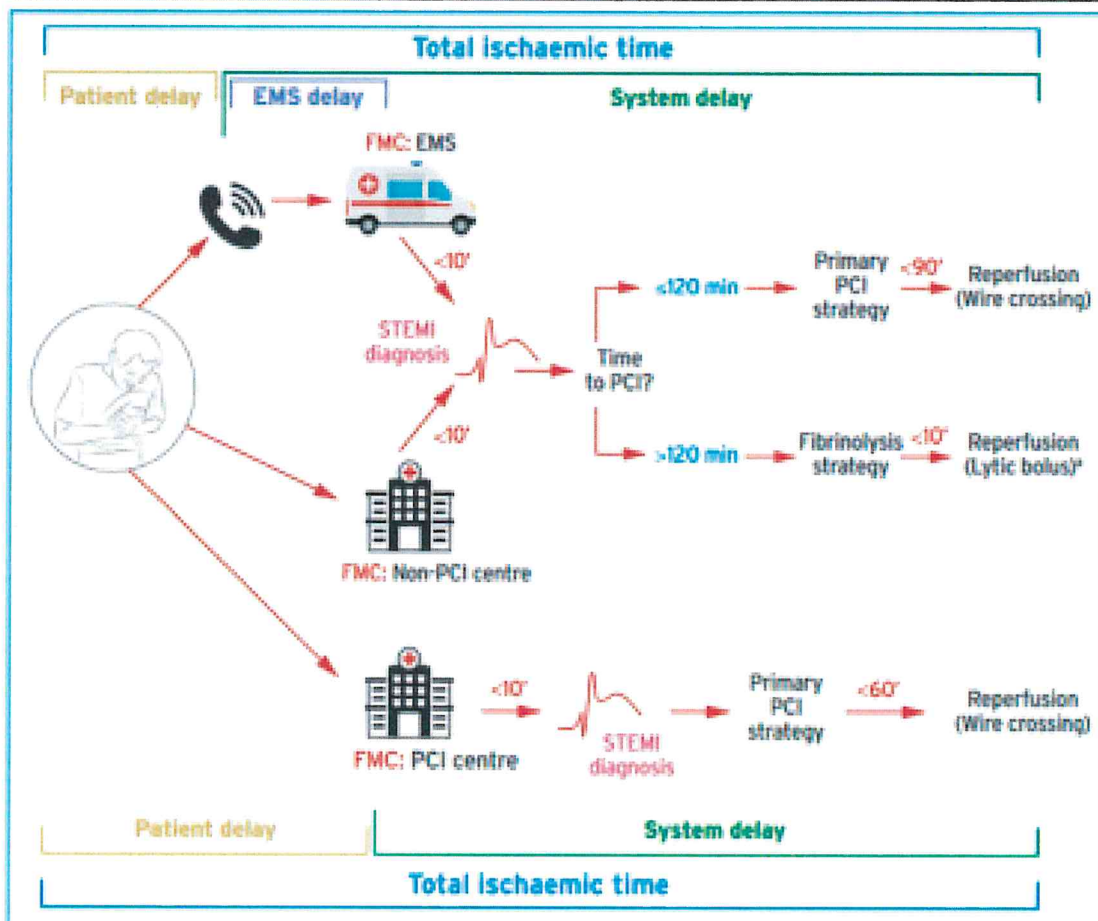 Total ischaemic time
Patient delay
EMS delay
System delay
FMC: EMS
<10'
STEMI
diagnosis
<10'
Time
to PCI?
≤120 min
Primary
PCI
strategy
<90'
Reperfusion
(Wire crossing)
>120 min
Fibrinolysis
strategy
<10'
Reperfusion
(Lytic bolus)ª
FMC: Non-PCI centre
<10'
STEMI
diagnosis
Primary
PCI
strategy
<60'
Reperfusion
(Wire crossing)
FMC: PCI centre
Patient delay
System delay
Total ischaemic time